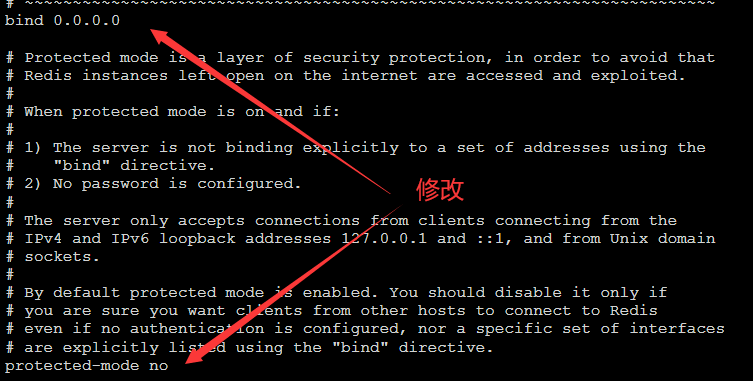 # ~~~~~~~~~~~~~~~~~~~~~~~~~~~~~~~~~~~~~~~~~~~~~~~~~~~~~~~~~~~~~~~~~~~~~~~~
bind 0.0.0.0
# Protected mode is a layer of security protection, in order to avoid that
# Redis instances left open on the internet are accessed and exploited.
#
# When protected mode is on and if:
#
# 1) The server is not binding explicitly to a set of addresses using the
#    "bind" directive.
# 2) No password is configured.
#
修改
# The server only accepts connections from clients connecting from the
# IPv4 and IPv6 loopback addresses 127.0.0.1 and ::1, and from Unix domain
# sockets.
#
# By default protected mode is enabled. You should disable it only if
# you are sure you want clients from other hosts to connect to Redis
# even if no authentication is configured, nor a specific set of interfaces
# are explicitly listed using the "bind" directive.
protected-mode no